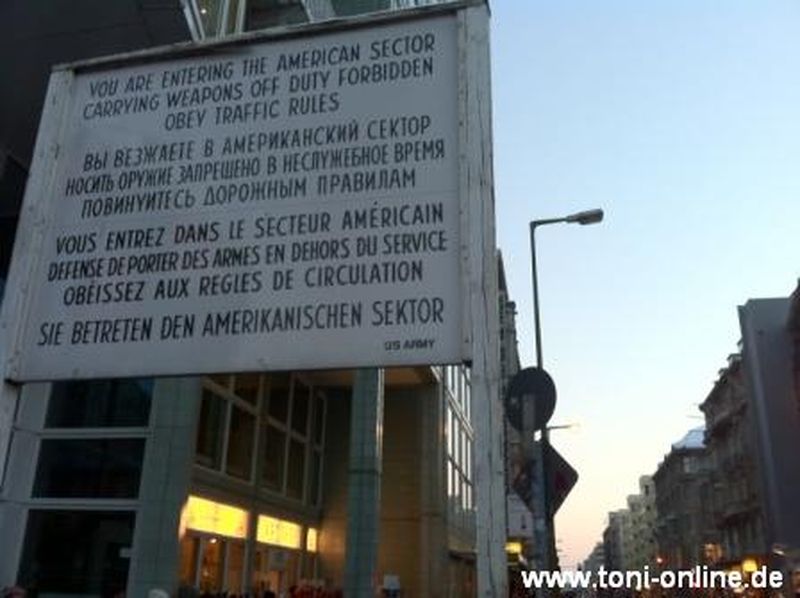 YOU ARE ENTERING THE AMERICAN SECTOR
CARRYING WEAPONS OFF DUTY FORBIDDEN
OBEY TRAFFIC RULES
ВЫ ВЕЗЖАЕТЕ В АМЕРИКАНСКИЙ СЕКТОР
НОСИТЬ ОРУЖИЕ ЗАПРЕШЕНО В НЕСЛУЖЕБНОЕ ВРЕМЯ
ПОВИНУЙТЕСЬ ДОРОЖНЫМ ПРАВИЛАМ
VOUS ENTREZ DANS LE SECTEUR AMÉRICAIN
DEFENSE DE PORTER DES ARMES EN DEHORS DU SERVICE
OBÉISSEZ AUX REGLES DE CIRCULATION
SIE BETRETEN DEN AMERIKANISCHEN SEKTOR
US ARMY
www.toni-online.de